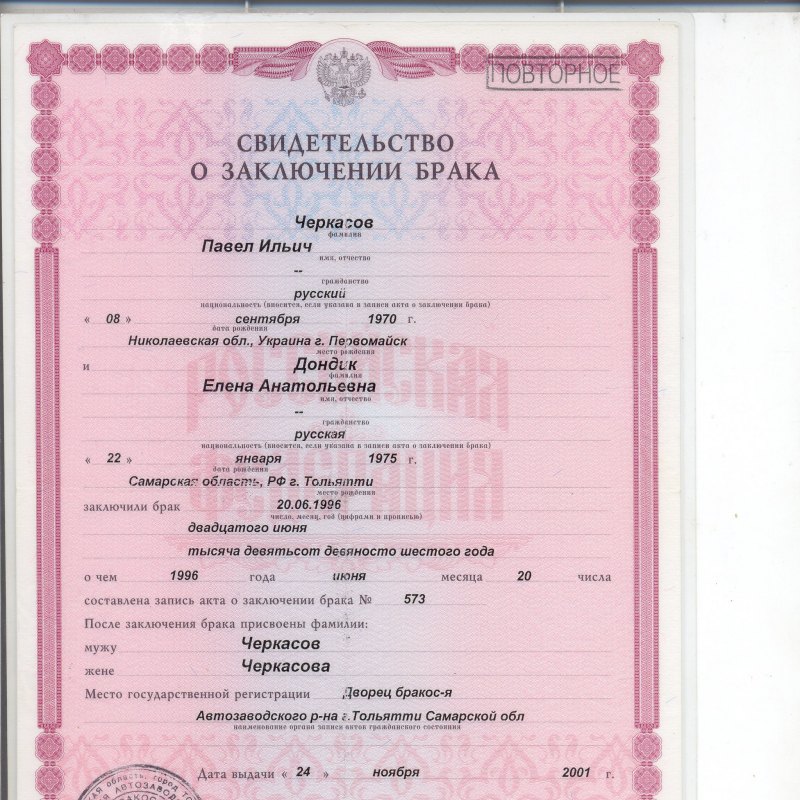 ПОВТОРНОЕ
СВИДЕТЕЛЬСТВО
О ЗАКЛЮЧЕНИИ БРАКА
Черкасов
фамилия
Павел Ильич
имя, отчество
--
гражданство
русский
национальность (вносится, если указана в записи акта о заключении брака)
« 08 » сентября 1970 г.
дата рождения
Николаевская обл., Украина г. Первомайск
место рождения
и Дондик
фамилия
Елена Анатольевна
имя, отчество
--
гражданство
русская
национальность (вносится, если указана в записи акта о заключении брака)
« 22 » января 1975 г.
дата рождения
Самарская область, РФ г. Тольятти
место рождения
заключили брак 20.06.1996
число, месяц, год (цифрами и прописью)
двадцатого июня
тысяча девятьсот девяносто шестого года
о чем 1996 года июня месяца 20 числа
составлена запись акта о заключении брака № 573
После заключения брака присвоены фамилии:
мужу Черкасов
жене Черкасова
Место государственной регистрации Дворец бракос-я
Автозаводского р-на г.Тольятти Самарской обл
наименование органа записи актов гражданского состояния
Дата выдачи « 24 » ноября 2001 г.